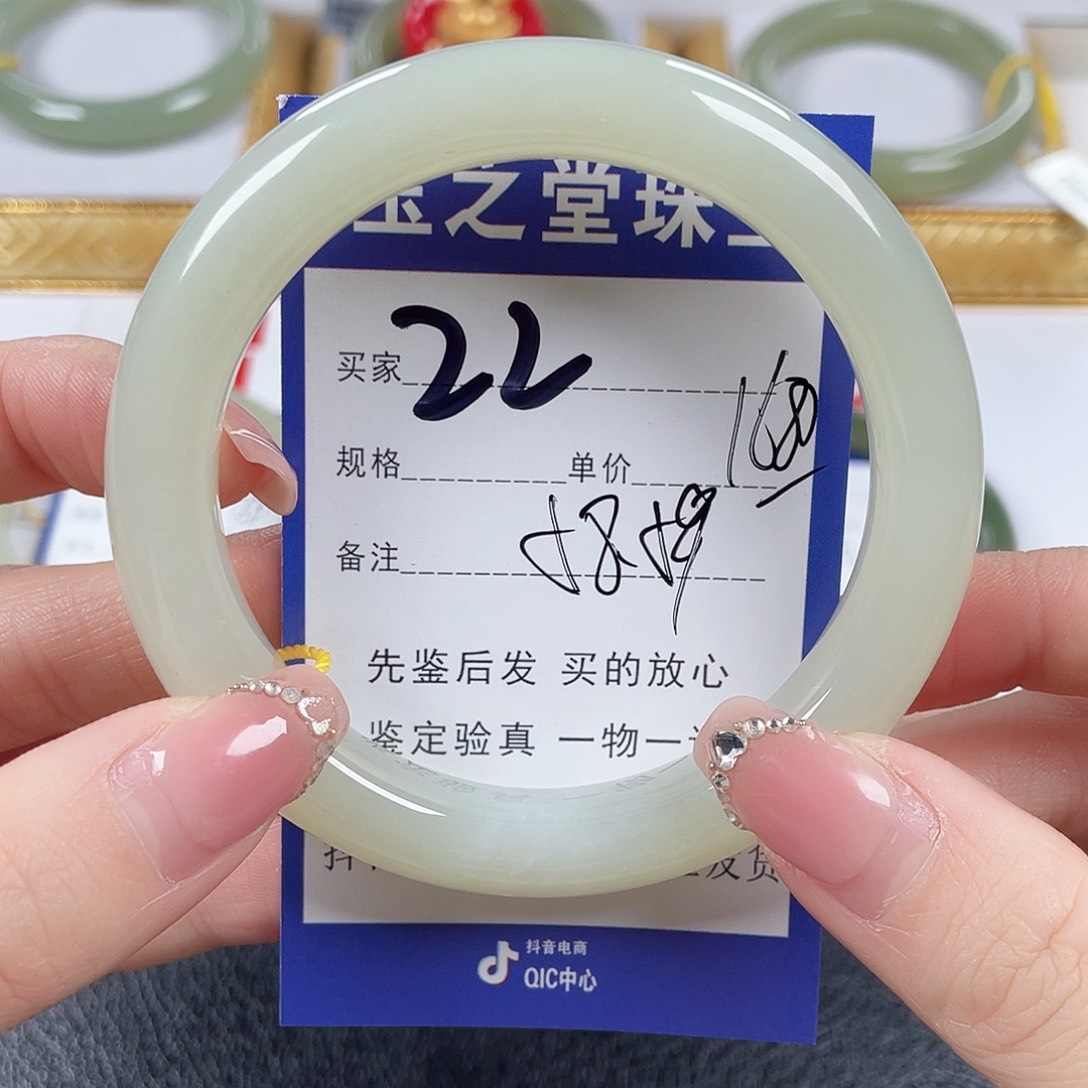 玉之堂珠
买家 22
168
规格 单价
备注
先鉴后发 买的放心
鉴定验真 一物一
抖音电商
QIC中心